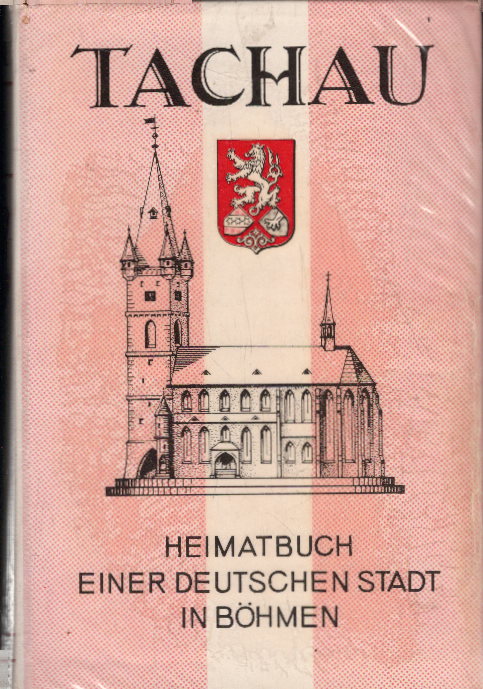 TACHAU
HEIMATBUCH
EINER DEUTSCHEN STADT
IN BÖHMEN